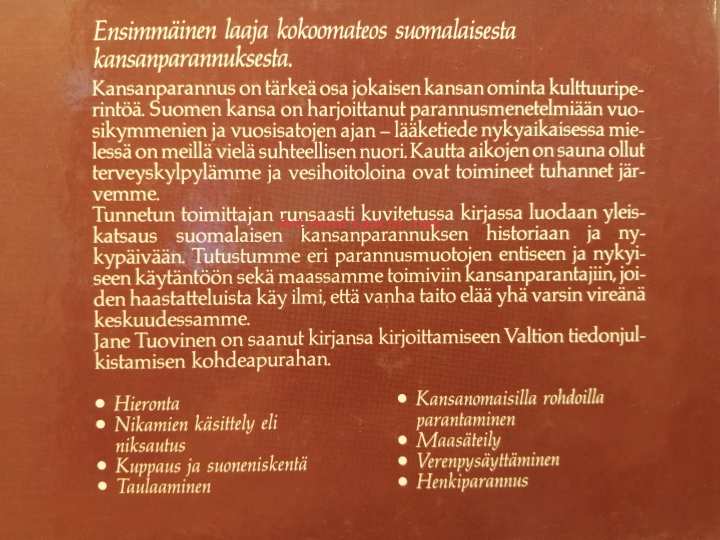 Ensimmäinen laaja kokoomateos suomalaisesta
kansanparannuksesta.
Kansanparannus on tärkeä osa jokaisen kansan ominta kulttuuripe-
rintöä. Suomen kansa on harjoittanut parannusmenetelmiään vuo-
sikymmenien ja vuosisatojen ajan – lääketiede nykyaikaisessa mie-
lessä on meillä vielä suhteellisen nuori. Kautta aikojen on sauna ollut
terveyskylpylämme ja vesihoitoloina ovat toimineet tuhannet jär-
vemme.
Tunnetun toimittajan runsaasti kuvitetussa kirjassa luodaan yleis-
katsaus suomalaisen kansanparannuksen historiaan ja ny-
kypäivään. Tutustumme eri parannusmuotojen entiseen ja nykyi-
seen käytäntöön sekä maassamme toimiviin kansanparantajiin, joi-
den haastatteluista käy ilmi, että vanha taito elää yhä varsin vireänä
keskuudessamme.
Jane Tuovinen on saanut kirjansa kirjoittamiseen Valtion tiedonjul-
kistamisen kohdeapurahan.
• Hieronta
• Nikamien käsittely eli
niksautus
• Kuppaus ja suoneniskentä
• Taulaaminen
• Kansanomaisilla rohdoilla
parantaminen
• Maasäteily
• Verenpysäyttäminen
• Henkiparannus